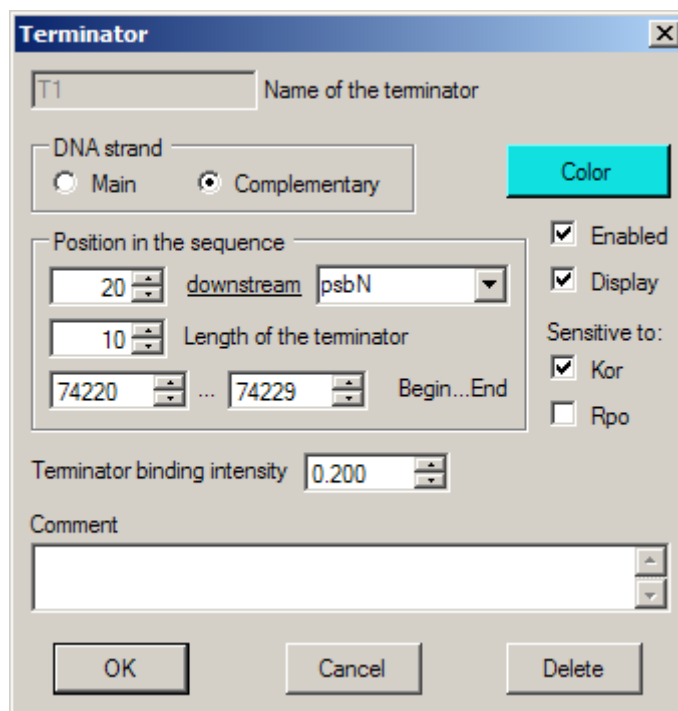 Terminator
T1 Name of the terminator
DNA strand
Main Complementary
Color
Position in the sequence
20 downstream psbN
10 Length of the terminator
74220 ... 74229 Begin...End
Enabled
Display
Sensitive to:
Kor
Rpo
Terminator binding intensity 0.200
Comment
OK Cancel Delete